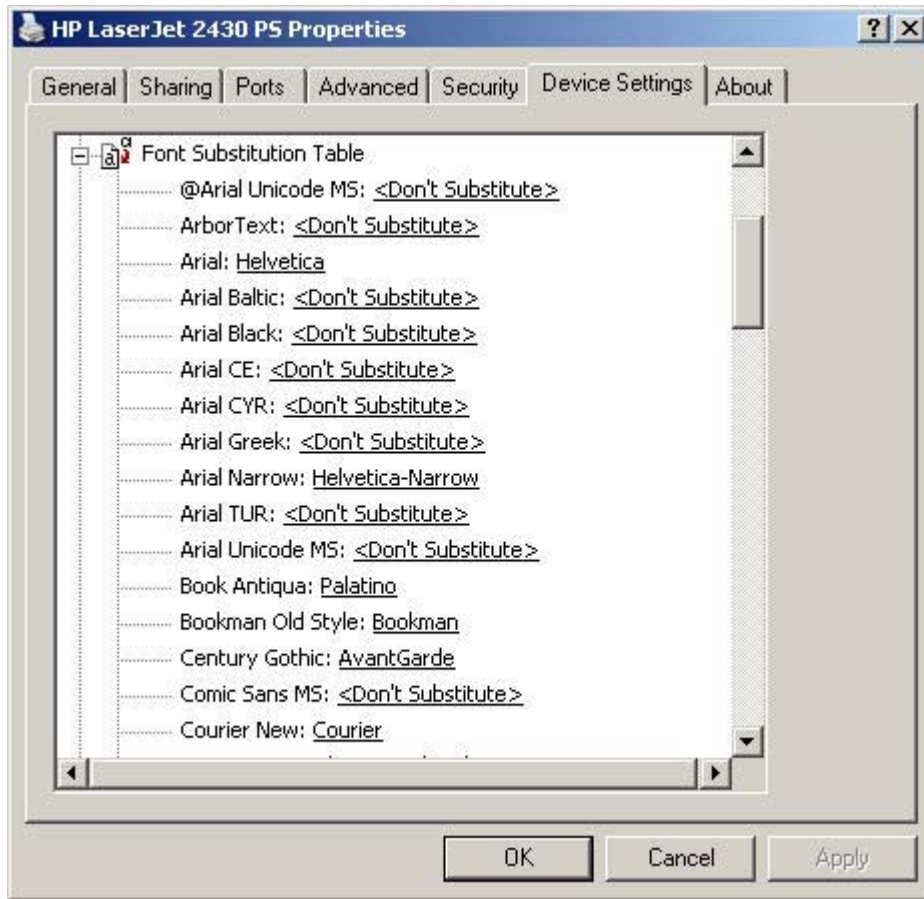 HP LaserJet 2430 PS Properties
General Sharing Ports Advanced Security Device Settings About
Font Substitution Table
@Arial Unicode MS: <Don't Substitute>
ArborText: <Don't Substitute>
Arial: Helvetica
Arial Baltic: <Don't Substitute>
Arial Black: <Don't Substitute>
Arial CE: <Don't Substitute>
Arial CYR: <Don't Substitute>
Arial Greek: <Don't Substitute>
Arial Narrow: Helvetica-Narrow
Arial TUR: <Don't Substitute>
Arial Unicode MS: <Don't Substitute>
Book Antiqua: Palatino
Bookman Old Style: Bookman
Century Gothic: AvantGarde
Comic Sans MS: <Don't Substitute>
Courier New: Courier
OK Cancel Apply